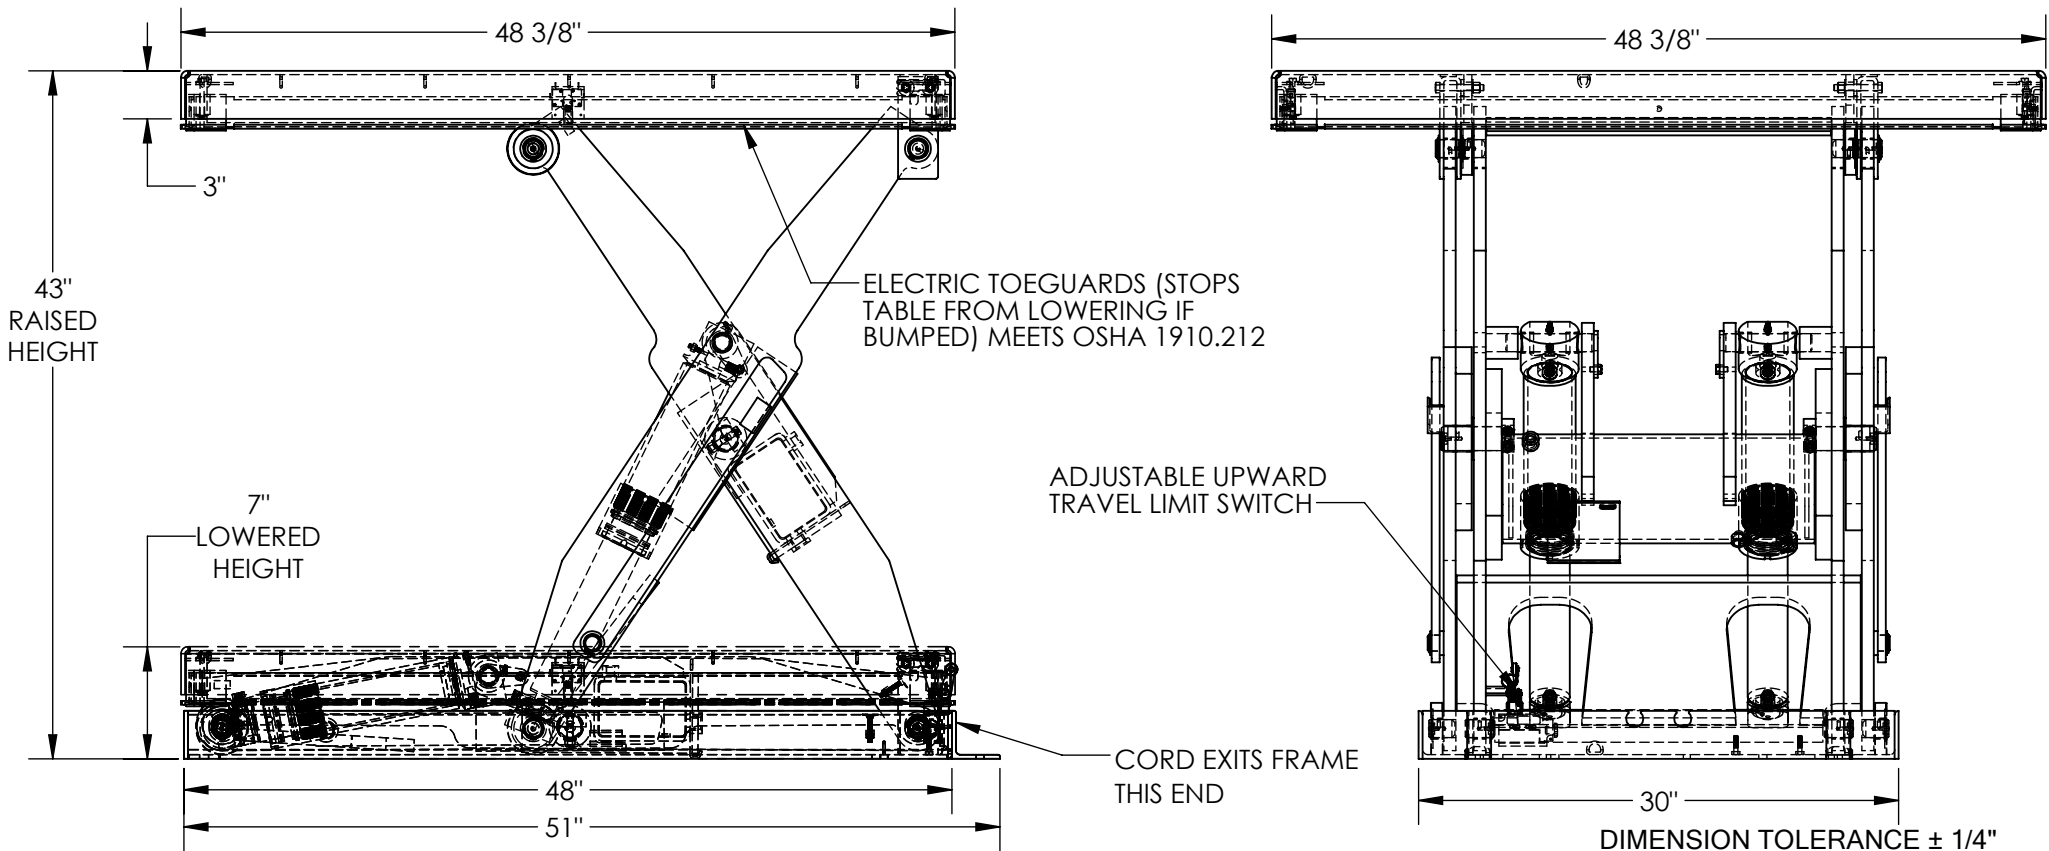 48 3/8"
48 3/8"
3"
43"
RAISED
HEIGHT
ELECTRIC TOEGUARDS (STOPS
TABLE FROM LOWERING IF
BUMPED) MEETS OSHA 1910.212
7"
LOWERED
HEIGHT
ADJUSTABLE UPWARD
TRAVEL LIMIT SWITCH
CORD EXITS FRAME
THIS END
48"
51"
30"
DIMENSION TOLERANCE ± 1/4"